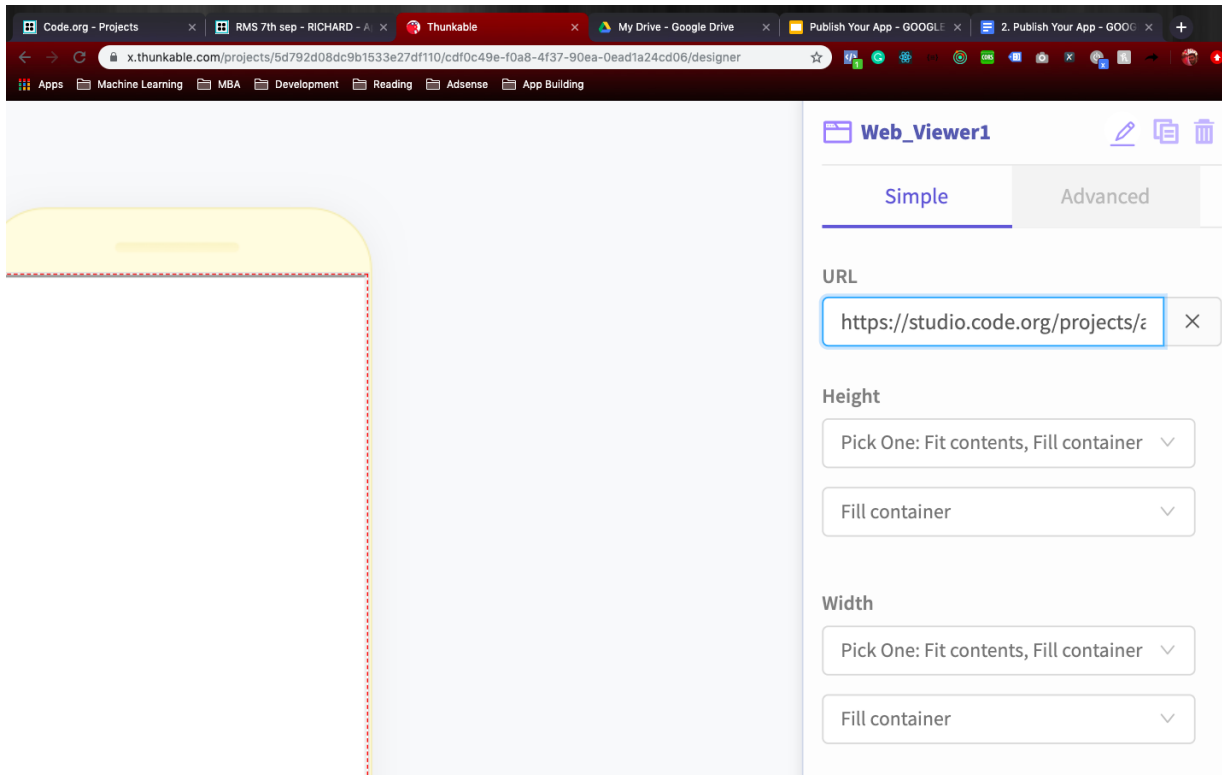 Code.org - Projects RMS 7th sep - RICHARD - A Thunkable My Drive - Google Drive Publish Your App - GOOGLE 2. Publish Your App - GOOG
x.thunkable.com/projects/5d792d08dc9b1533e27df110/cdf0c49e-f0a8-4f37-90ea-0ead1a24cd06/designer
Apps Machine Learning MBA Development Reading Adsense App Building
Web_Viewer1
Simple Advanced
URL
https://studio.code.org/projects/a
Height
Pick One: Fit contents, Fill container
Fill container
Width
Pick One: Fit contents, Fill container
Fill container